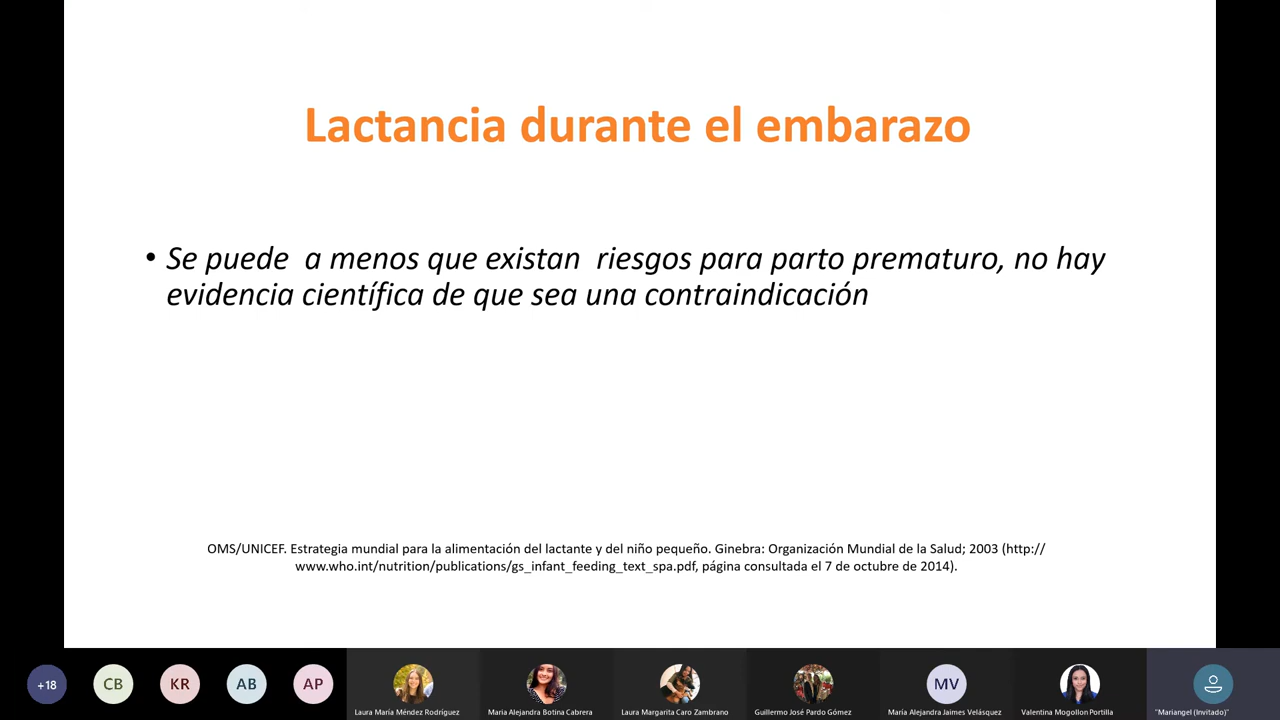 Lactancia durante el embarazo
• Se puede  a menos que existan  riesgos para parto prematuro, no hay
evidencia científica de que sea una contraindicación
OMS/UNICEF. Estrategia mundial para la alimentación del lactante y del niño pequeño. Ginebra: Organización Mundial de la Salud; 2003 (http://
www.who.int/nutrition/publications/gs_infant_feeding_text_spa.pdf, página consultada el 7 de octubre de 2014).
+18 CB KR AB AP MV
Laura María Méndez Rodríguez Maria Alejandra Botina Cabrera Laura Margarita Caro Zambrano Guillermo José Pardo Gómez María Alejandra Jaimes Velásquez Valentina Mogollon Portilla "Mariangel (Invitado)"